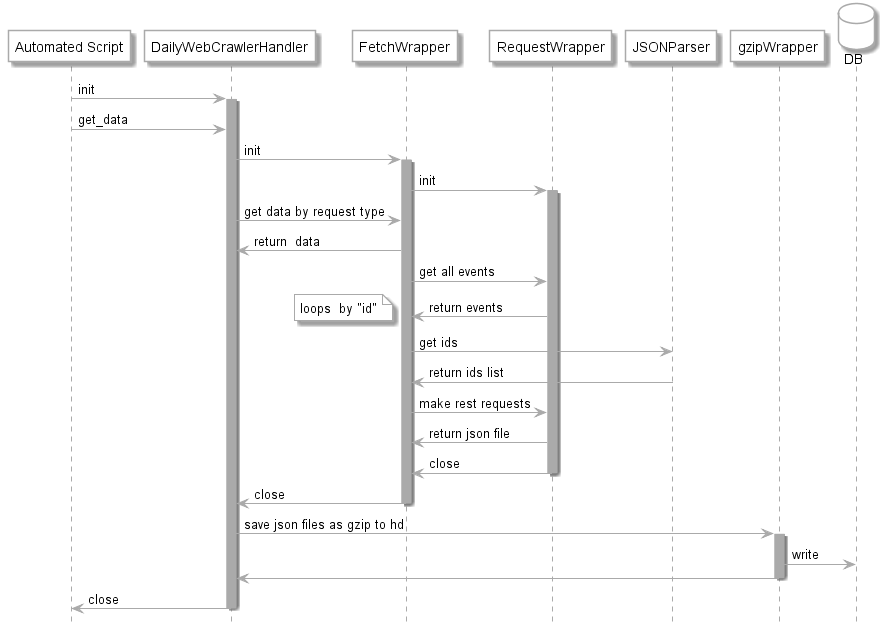 Automated Script
DailyWebCrawlerHandler
FetchWrapper
RequestWrapper
JSONParser
gzipWrapper
DB
init
get_data
init
init
get data by request type
return  data
get all events
loops  by "id"
return events
get ids
return ids list
make rest requests
return json file
close
close
save json files as gzip to hd
write
close